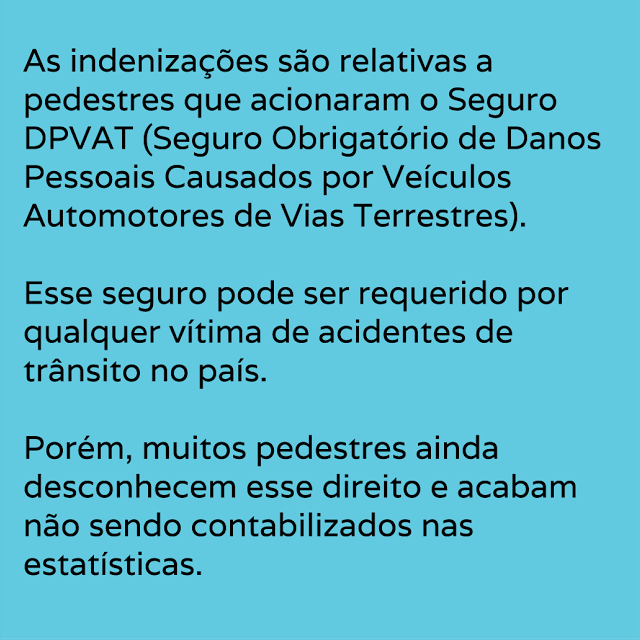 As indenizações são relativas a
pedestres que acionaram o Seguro
DPVAT (Seguro Obrigatório de Danos
Pessoais Causados por Veículos
Automotores de Vias Terrestres).
Esse seguro pode ser requerido por
qualquer vítima de acidentes de
trânsito no país.
Porém, muitos pedestres ainda
desconhecem esse direito e acabam
não sendo contabilizados nas
estatísticas.